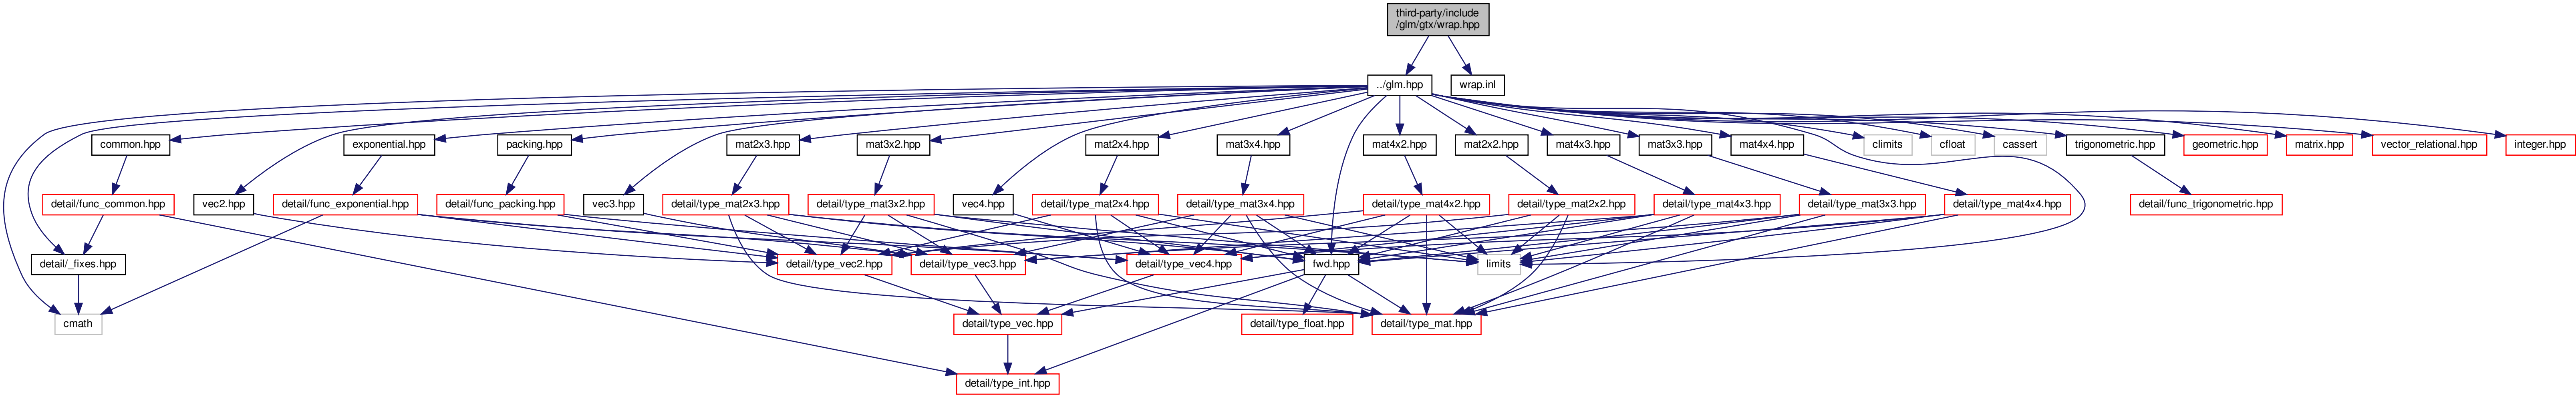 third-party/include
/glm/gtx/wrap.hpp
../glm.hpp
wrap.inl
common.hpp
exponential.hpp
packing.hpp
mat2x3.hpp
mat3x2.hpp
mat2x4.hpp
mat3x4.hpp
mat4x2.hpp
mat2x2.hpp
mat4x3.hpp
mat3x3.hpp
mat4x4.hpp
climits
cfloat
cassert
trigonometric.hpp
geometric.hpp
matrix.hpp
vector_relational.hpp
integer.hpp
detail/func_common.hpp
vec2.hpp
detail/func_exponential.hpp
detail/func_packing.hpp
vec3.hpp
detail/type_mat2x3.hpp
detail/type_mat3x2.hpp
vec4.hpp
detail/type_mat2x4.hpp
detail/type_mat3x4.hpp
detail/type_mat4x2.hpp
detail/type_mat2x2.hpp
detail/type_mat4x3.hpp
detail/type_mat3x3.hpp
detail/type_mat4x4.hpp
detail/func_trigonometric.hpp
detail/_fixes.hpp
detail/type_vec2.hpp
detail/type_vec3.hpp
detail/type_vec4.hpp
fwd.hpp
limits
cmath
detail/type_vec.hpp
detail/type_float.hpp
detail/type_mat.hpp
detail/type_int.hpp